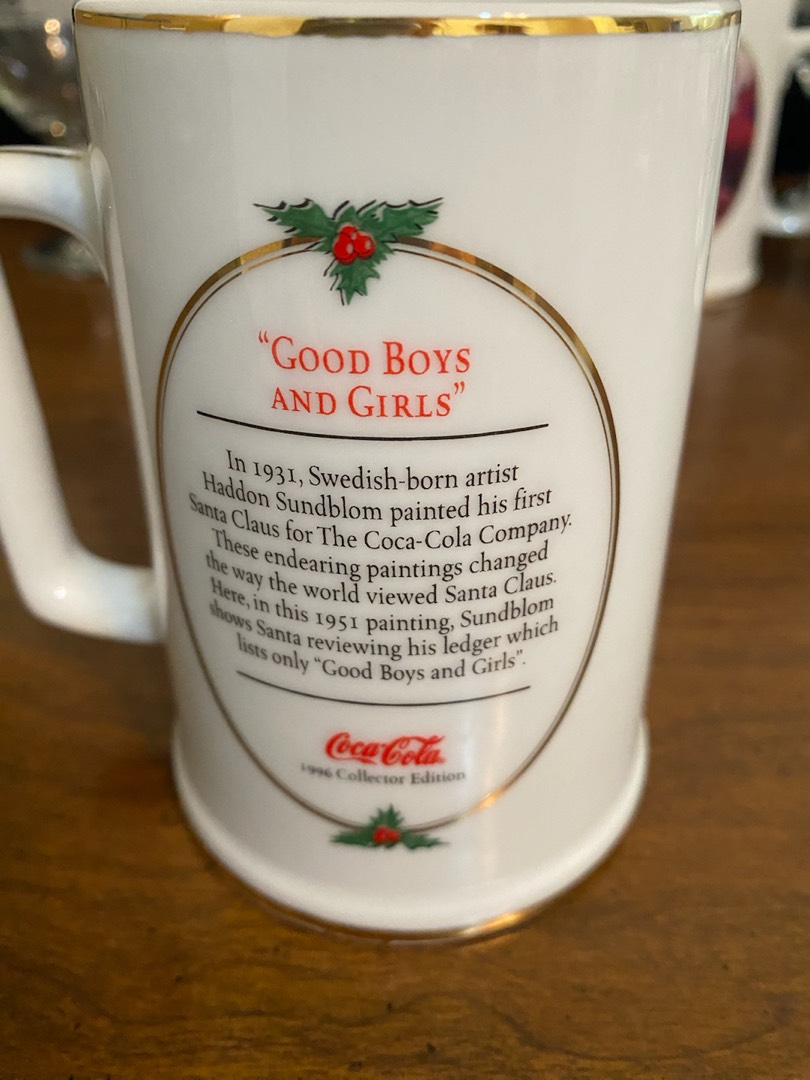 “GOOD BOYS
AND GIRLS”
In 1931, Swedish-born artist
Haddon Sundblom painted his first
Santa Claus for The Coca-Cola Company.
These endearing paintings changed
the way the world viewed Santa Claus.
Here, in this 1951 painting, Sundblom
shows Santa reviewing his ledger which
lists only “Good Boys and Girls”.
Coca-Cola
1996 Collector Edition